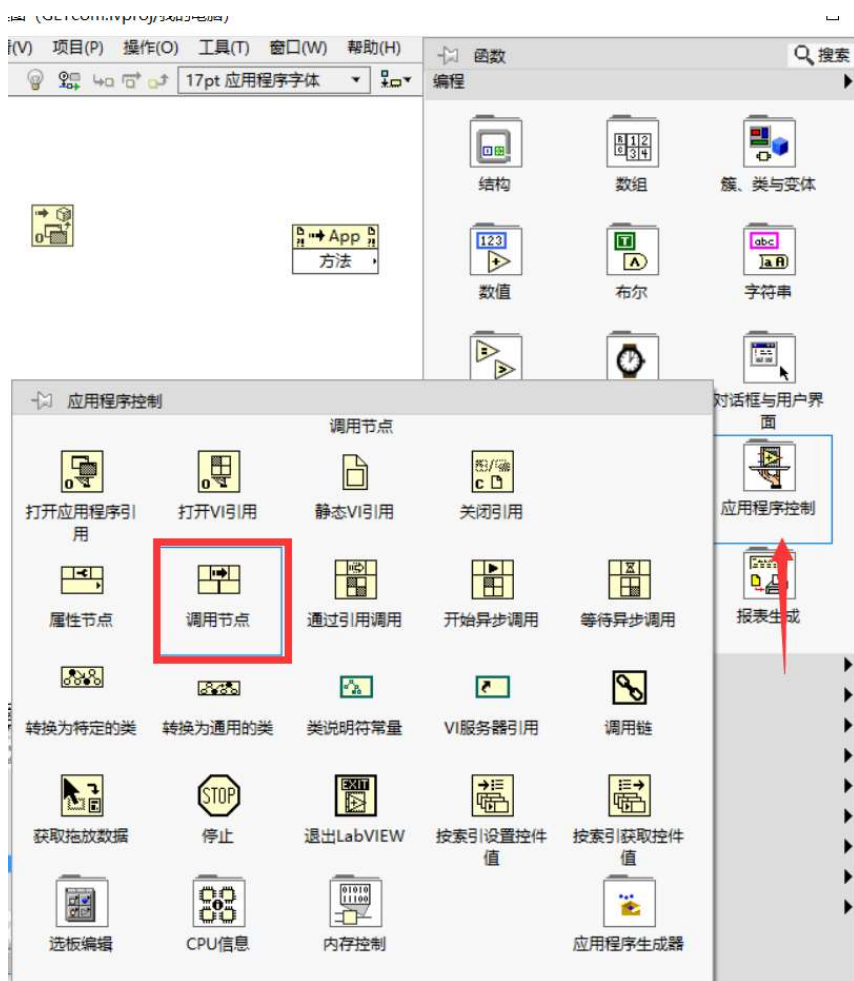 图 (GETcom.lvproj/我的电脑)
(V) 项目(P) 操作(O) 工具(T) 窗口(W) 帮助(H)
17pt 应用程序字体
函数
搜索
编程
结构
数组
簇、类与变体
App
方法
123
数值
布尔
abc
字符串
对话框与用户界
面
应用程序控制
报表生成
应用程序控制
调用节点
打开应用程序引
用
打开VI引用
静态VI引用
关闭引用
属性节点
调用节点
通过引用调用
开始异步调用
等待异步调用
转换为特定的类
转换为通用的类
类说明符常量
VI服务器引用
调用链
获取拖放数据
STOP
停止
EXIT
退出LabVIEW
按索引设置控件
值
按索引获取控件
值
选板编辑
CPU信息
内存控制
应用程序生成器